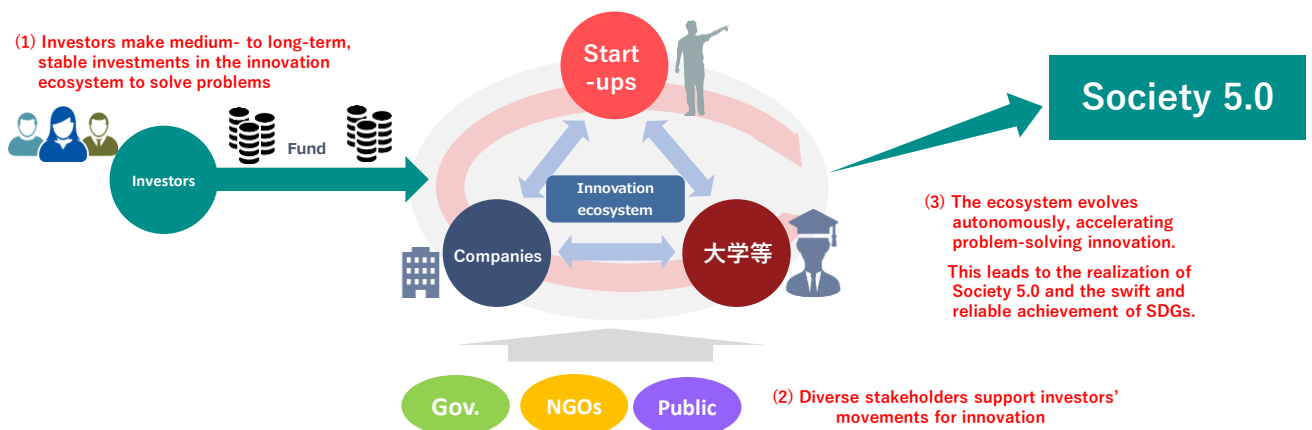 (1) Investors make medium- to long-term,
stable investments in the innovation
ecosystem to solve problems
Start
-ups
Society 5.0
Fund
Investors
Innovation
ecosystem
Companies
大学等
(3) The ecosystem evolves
autonomously, accelerating
problem-solving innovation.
This leads to the realization of
Society 5.0 and the swift and
reliable achievement of SDGs.
Gov.
NGOs
Public
(2) Diverse stakeholders support investors’
movements for innovation